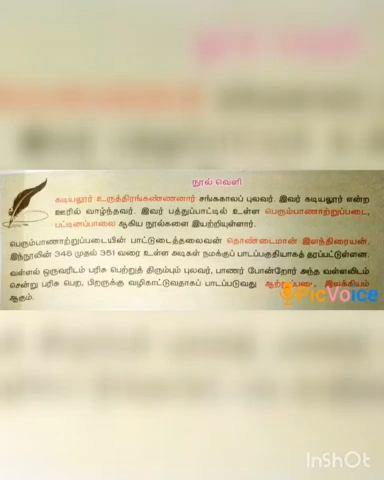 நூல் வெளி
கடியலூர் உருத்திரங்கண்ணனார் சங்ககாலப் புலவர். இவர் கடியலூர் என்ற
ஊரில் வாழ்ந்தவர். இவர் பத்துப்பாட்டில் உள்ள பெரும்பாணாற்றுப்படை,
பட்டினப்பாலை ஆகிய நூல்களை இயற்றியுள்ளார்.
பெரும்பாணாற்றுப்படையின் பாட்டுடைத்தலைவன் தொண்டைமான் இளந்திரையன்.
இந்நூலின் 346 முதல் 351 வரை உள்ள அடிகள் நமக்குப் பாடப்பகுதியாகத் தரப்பட்டுள்ளன.
வள்ளல் ஒருவரிடம் பரிசு பெற்றுத் திரும்பும் புலவர், பாணர் போன்றோர் அந்த வள்ளலிடம்
சென்று பரிசு பெற, பிறருக்கு வழிகாட்டுவதாகப் பாடப்படுவது ஆற்றுப்படை இலக்கியம்
ஆகும்.
PicVoice
InShOt